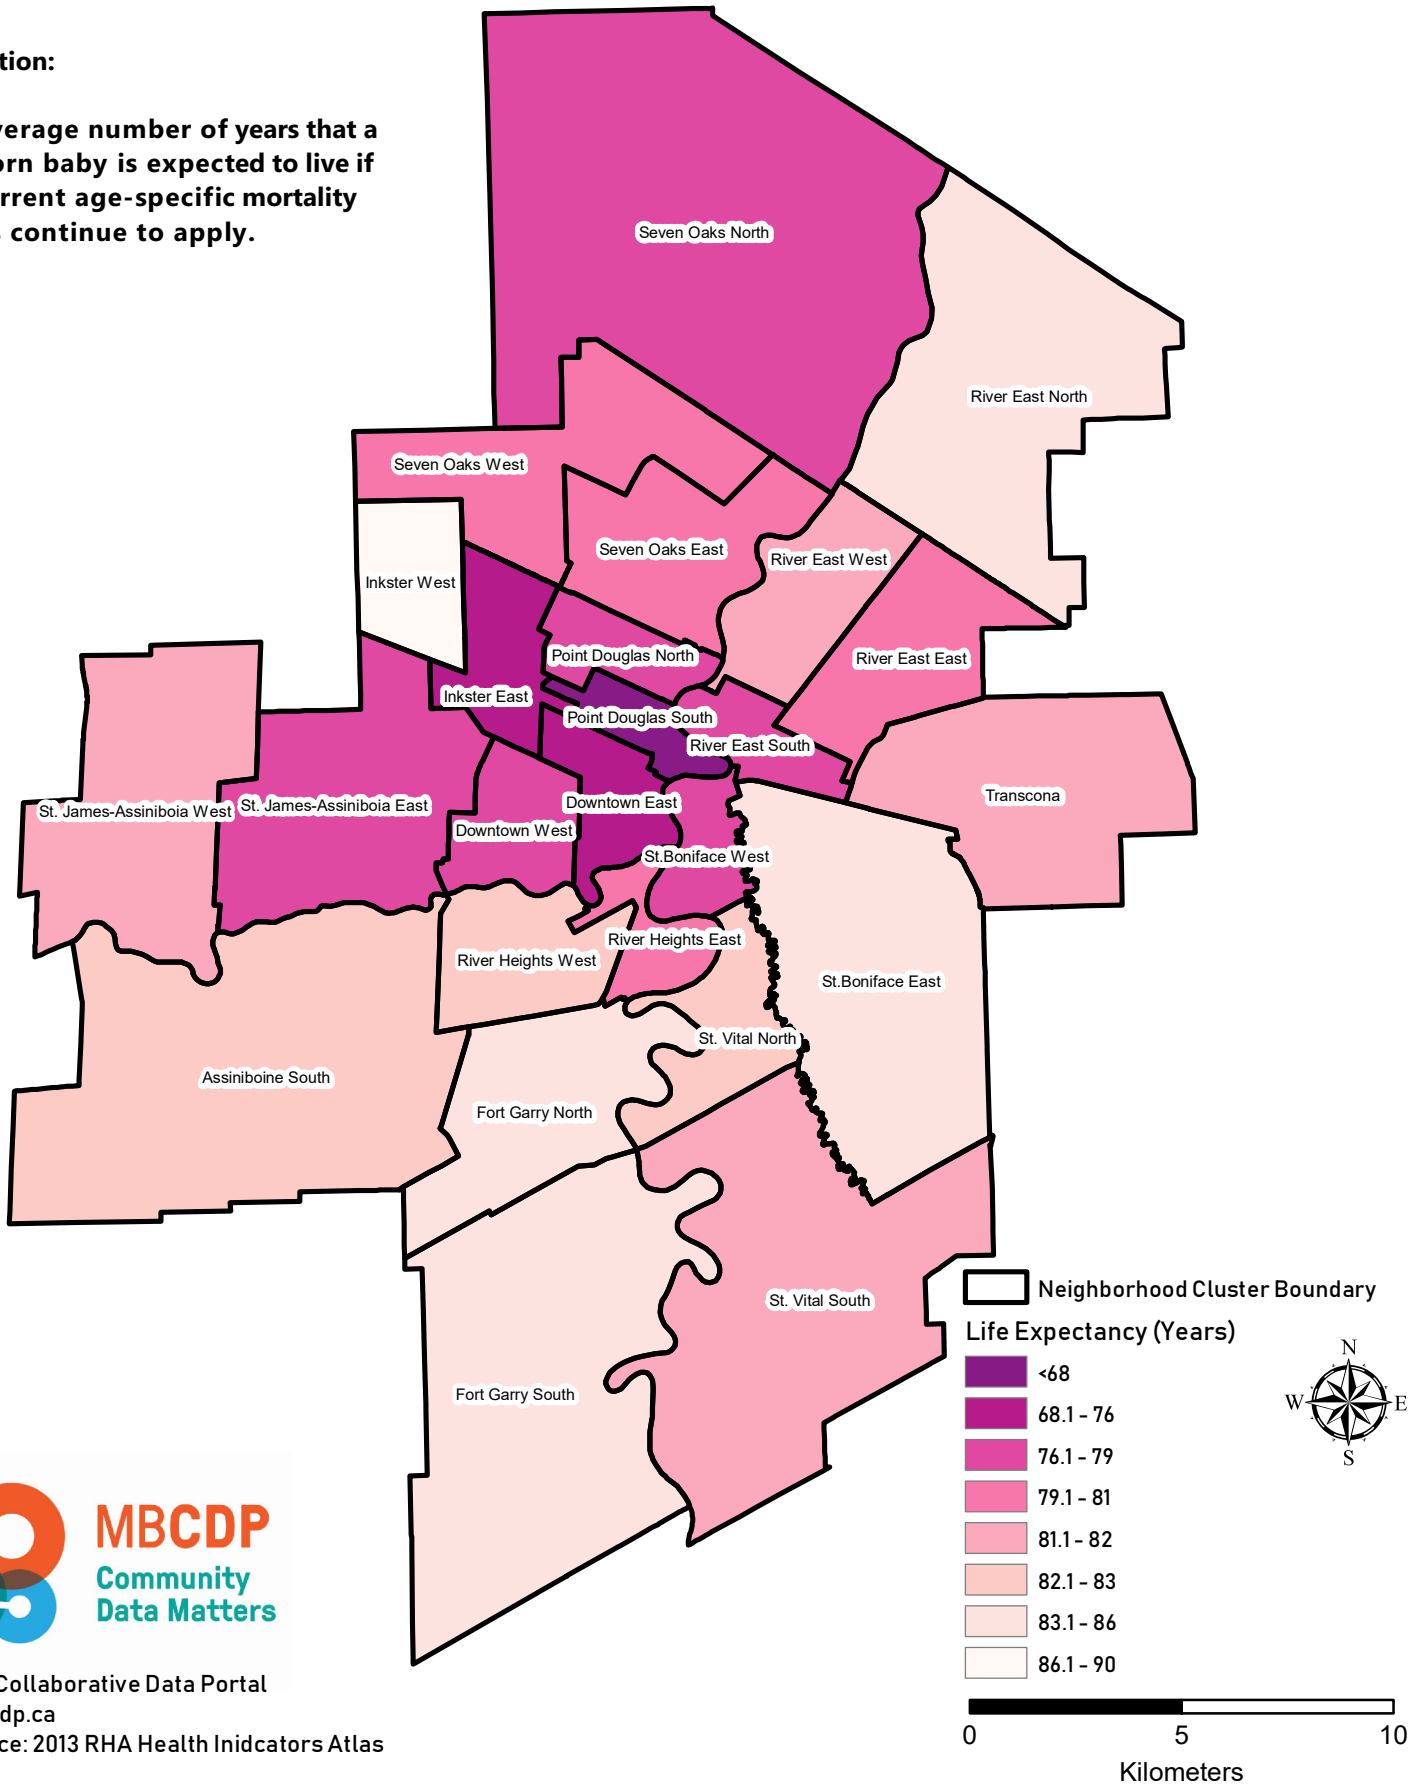 tion:
verage number of years that a
orn baby is expected to live if
rrent age-specific mortality
s continue to apply.
Seven Oaks North
River East North
Seven Oaks West
Seven Oaks East
River East West
Inkster West
Point Douglas North
River East East
Inkster East
Point Douglas South
River East South
Transcona
St. James-Assiniboia West
St. James-Assiniboia East
Downtown East
Downtown West
St.Boniface West
River Heights East
River Heights West
St.Boniface East
St. Vital North
Assiniboine South
Fort Garry North
St. Vital South
Fort Garry South
Neighborhood Cluster Boundary
Life Expectancy (Years)
<68
68.1 - 76
76.1 - 79
79.1 - 81
81.1 - 82
82.1 - 83
83.1 - 86
86.1 - 90
N
W E
S
0 5 10
Kilometers
MBCDP
Community
Data Matters
Collaborative Data Portal
dp.ca
ce: 2013 RHA Health Inidcators Atlas